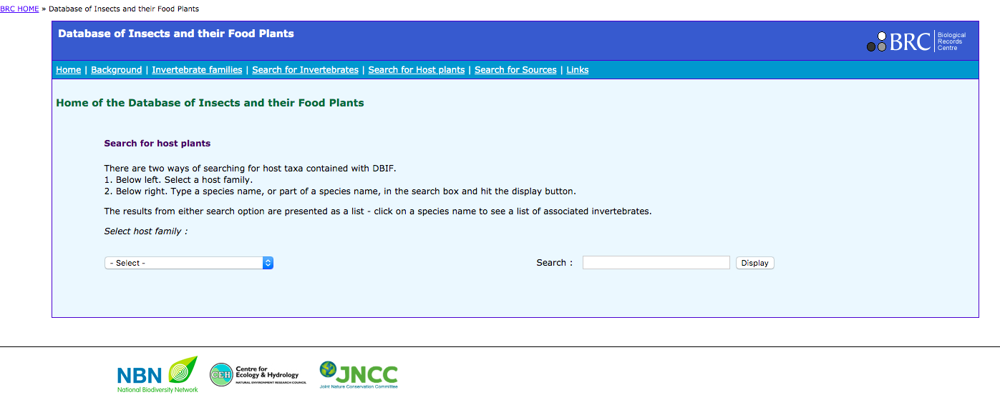 BRC HOME » Database of Insects and their Food Plants
Database of Insects and their Food Plants
BRC
Biological
Records
Centre
Home | Background | Invertebrate families | Search for Invertebrates | Search for Host plants | Search for Sources | Links
Home of the Database of Insects and their Food Plants
Search for host plants
There are two ways of searching for host taxa contained with DBIF.
1. Below left. Select a host family.
2. Below right. Type a species name, or part of a species name, in the search box and hit the display button.
The results from either search option are presented as a list - click on a species name to see a list of associated invertebrates.
Select host family :
- Select -
Search :
Display
NBN
National Biodiversity Network
CEH
Centre for
Ecology & Hydrology
NATURAL ENVIRONMENT RESEARCH COUNCIL
JNCC
Joint Nature Conservation Committee